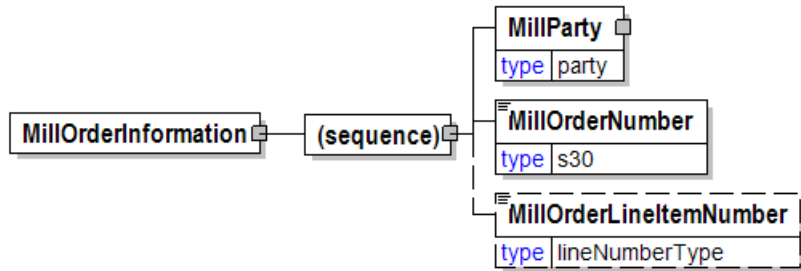 MillParty
type party
MillOrderInformation
(sequence)
MillOrderNumber
type s30
MillOrderLineItemNumber
type lineNumberType